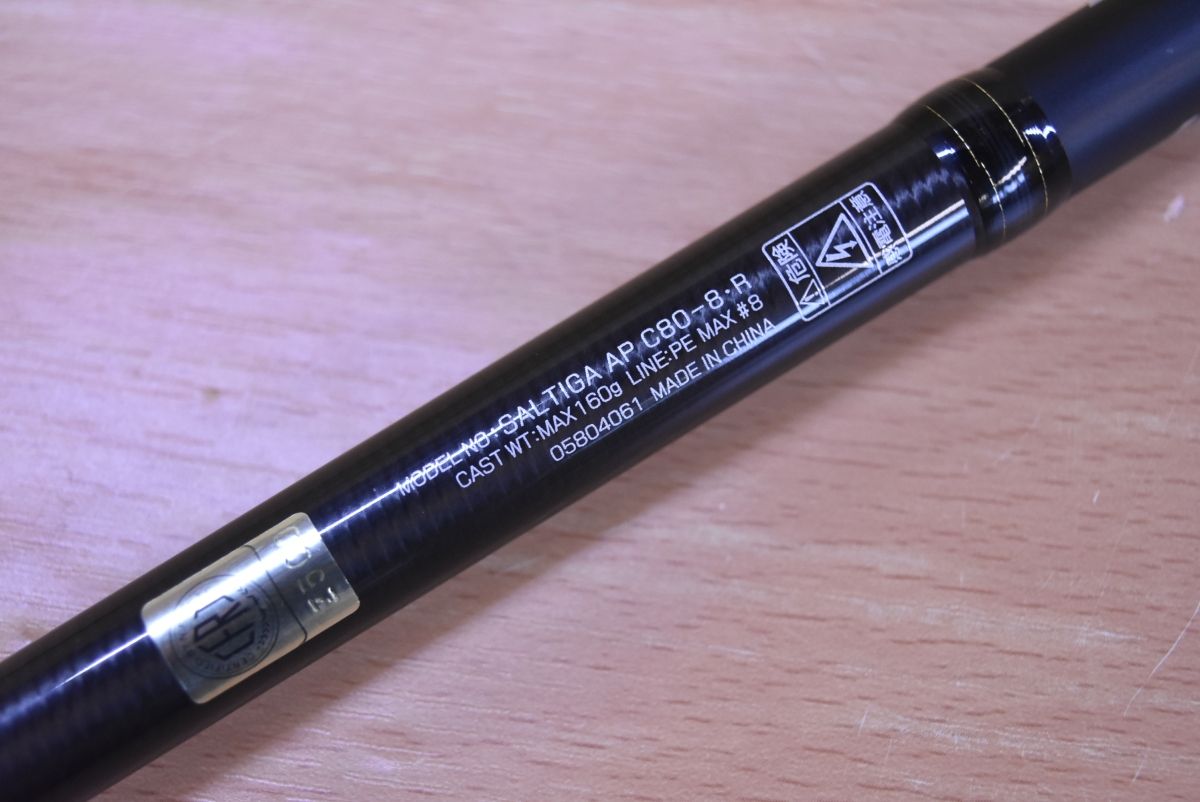 MODEL NO:SALTIGA AP C80-8・R
CAST WT:MAX160g LINE:PE MAX #8
05804061 MADE IN CHINA
危険
感電注意